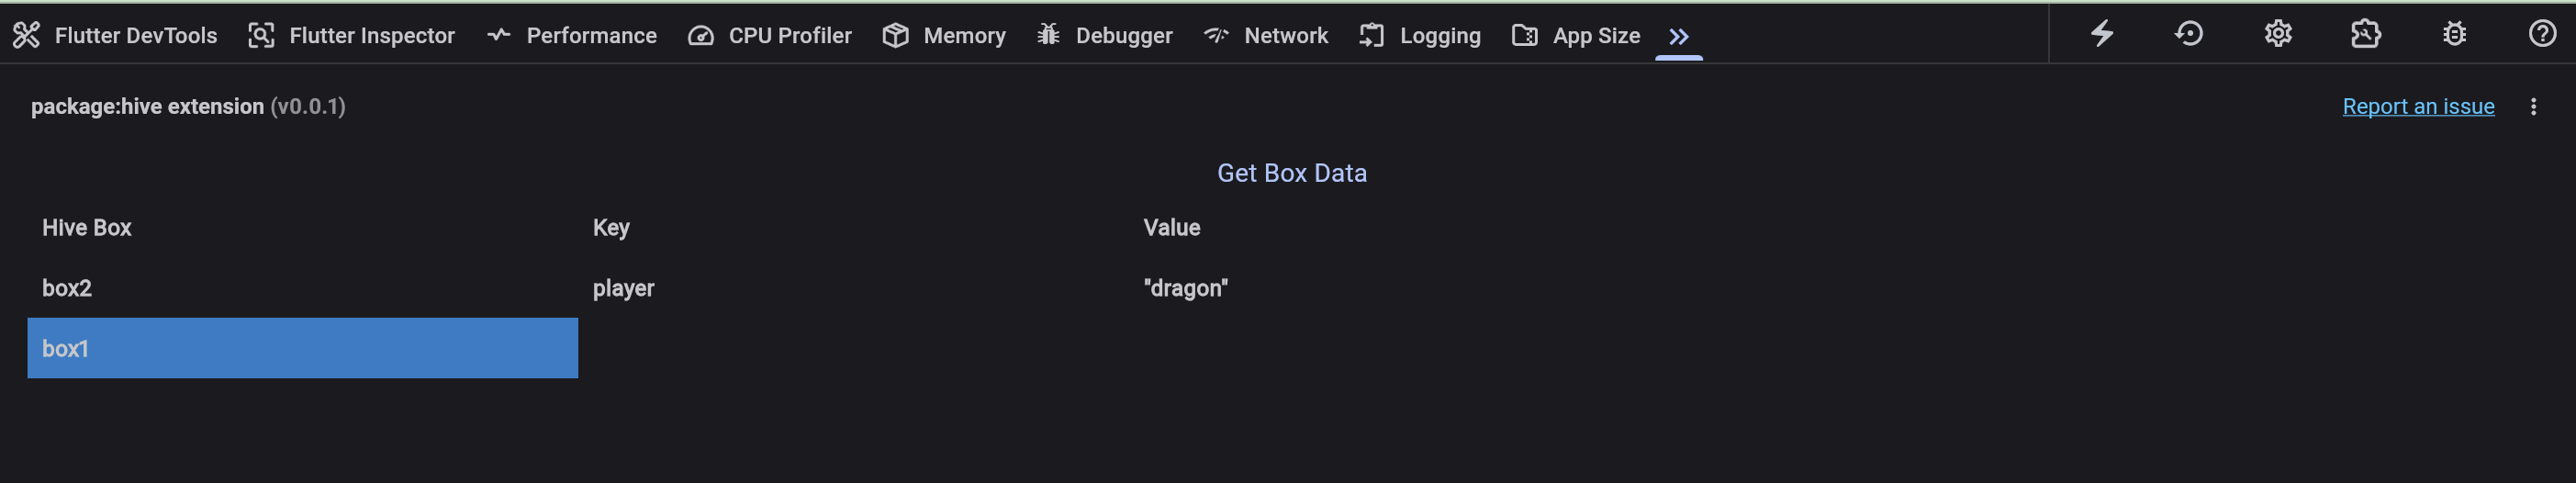 Flutter DevTools Flutter Inspector Performance CPU Profiler Memory Debugger Network Logging App Size
package:hive extension (v0.0.1) Report an issue
Get Box Data
Hive Box Key Value
box2 player "dragon"
box1